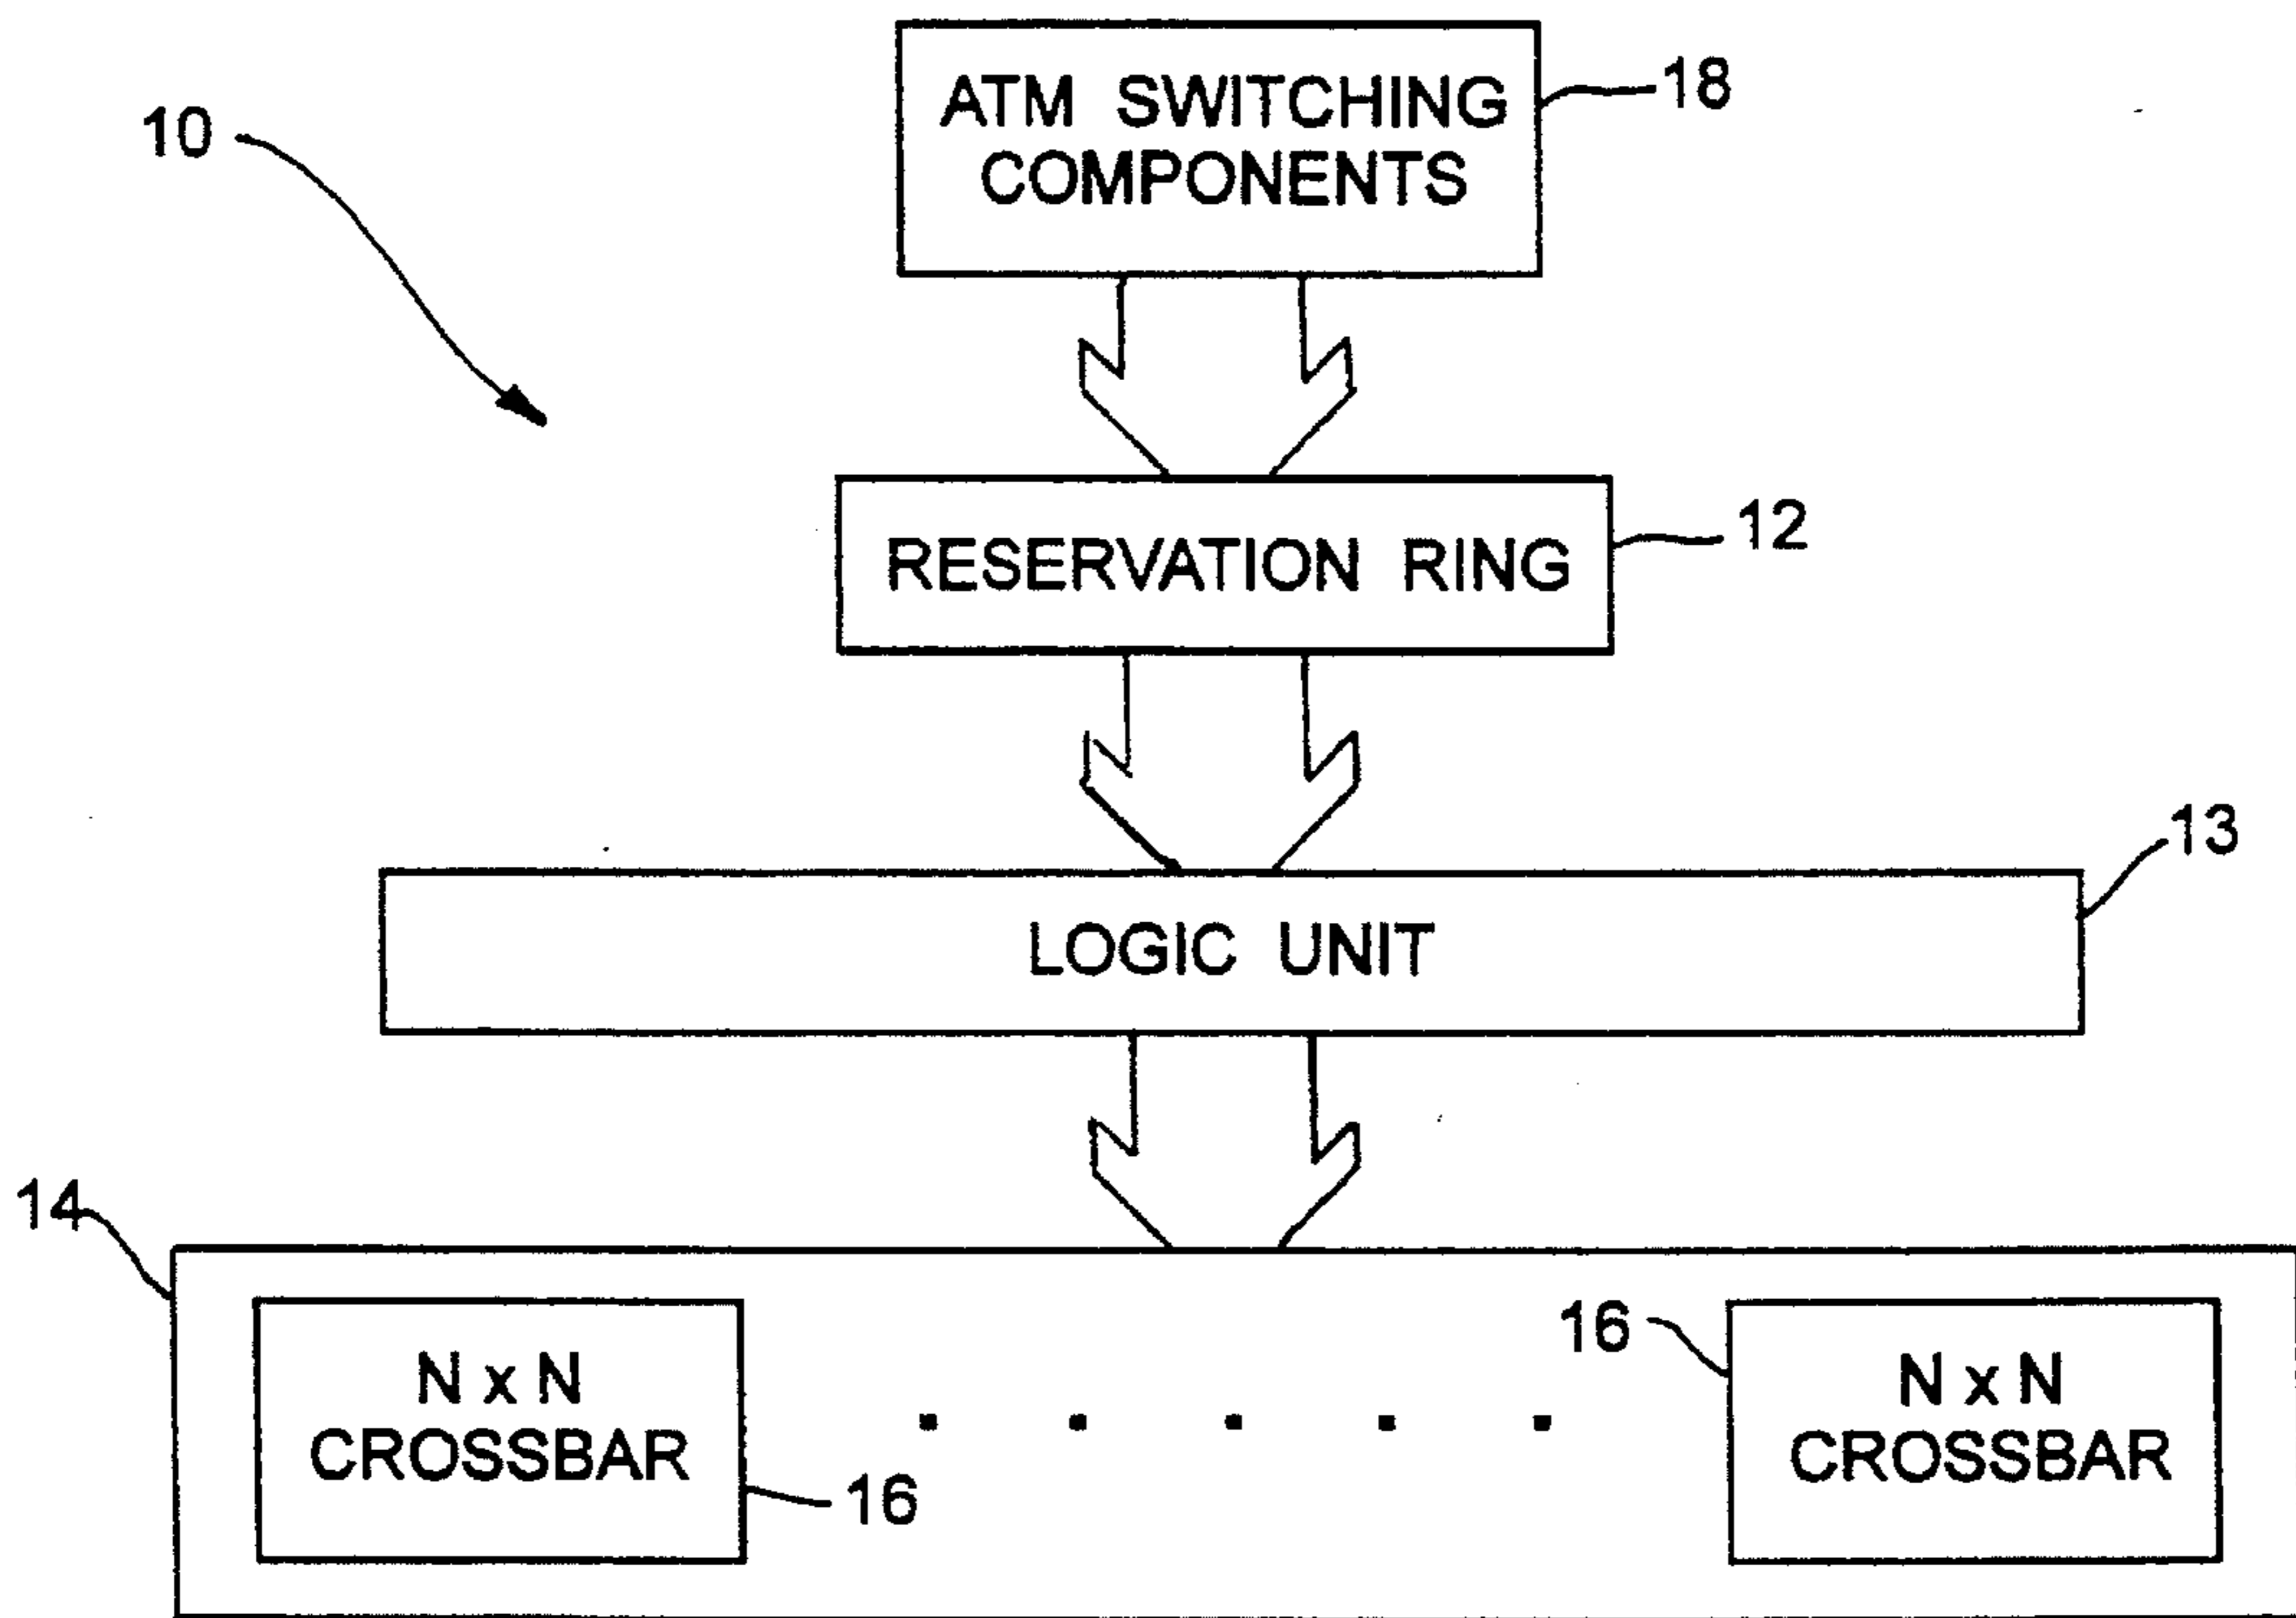 ATM SWITCHING
COMPONENTS
18
10
RESERVATION RING
12
13
LOGIC UNIT
14
N x N
CROSSBAR
16
16
N x N
CROSSBAR